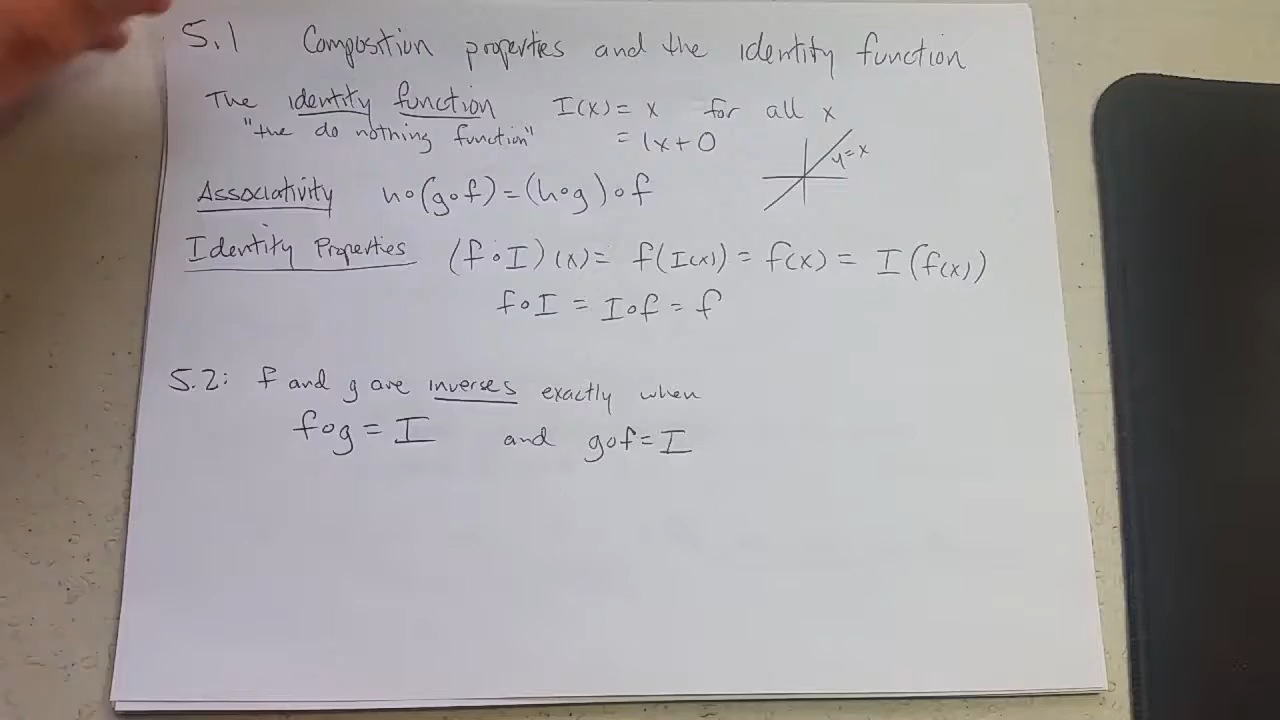 5.1 Composition properties and the identity function
The identity function I(x) = x for all x
"the do nothing function" = 1x+0
y=x
Associativity h∘(g∘f) = (h∘g)∘f
Identity Properties (f∘I)(x) = f(I(x)) = f(x) = I(f(x))
f∘I = I∘f = f
5.2: f and g are inverses exactly when
f∘g = I and g∘f = I